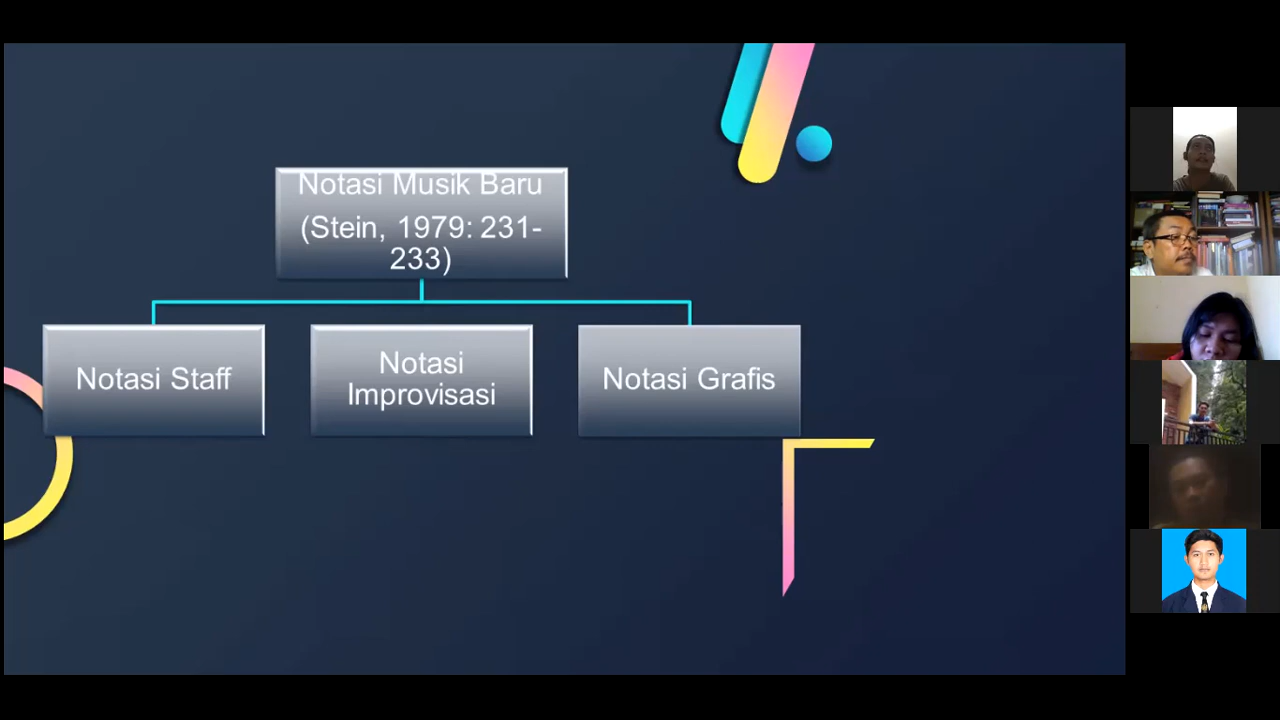 Notasi Musik Baru
(Stein, 1979: 231-
233)
Notasi Staff
Notasi
Improvisasi
Notasi Grafis